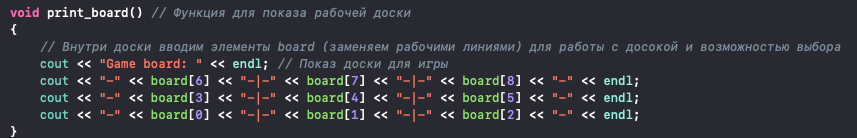 void print_board() // Функция для показа рабочей доски
{
// Внутри доски вводим элементы board (заменяем рабочими линиями) для работы с досокой и возможностью выбора
cout << "Game board: " << endl; // Показ доски для игры
cout << "-" << board[6] << "-|-" << board[7] << "-|-" << board[8] << "-" << endl;
cout << "-" << board[3] << "-|-" << board[4] << "-|-" << board[5] << "-" << endl;
cout << "-" << board[0] << "-|-" << board[1] << "-|-" << board[2] << "-" << endl;
}